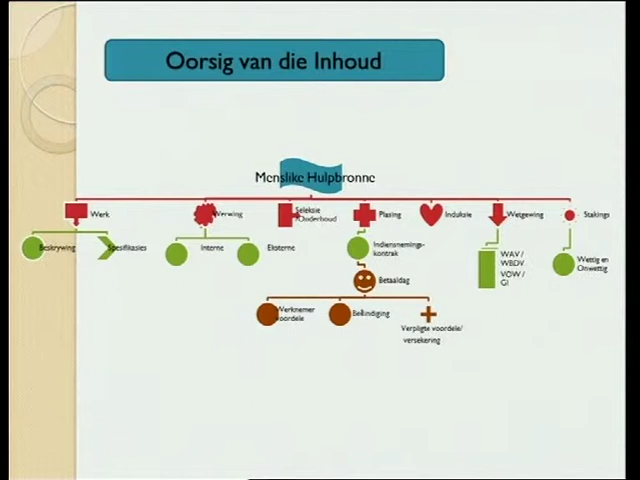 Oorsig van die Inhoud
Menslike Hulpbronne
Werk
Werwing
Seleksie
/Onderhoud
Plasing
Induksie
Wetgewing
Stakings
Beskrywing
Spesifikasies
Interne
Eksterne
Indiensnemings-
kontrak
WAV /
WBDV
VOW /
GI
Wettig en
Onwettig
Betaaldag
Werknemer
voordele
Beëindiging
Verpligte voordele/
versekering